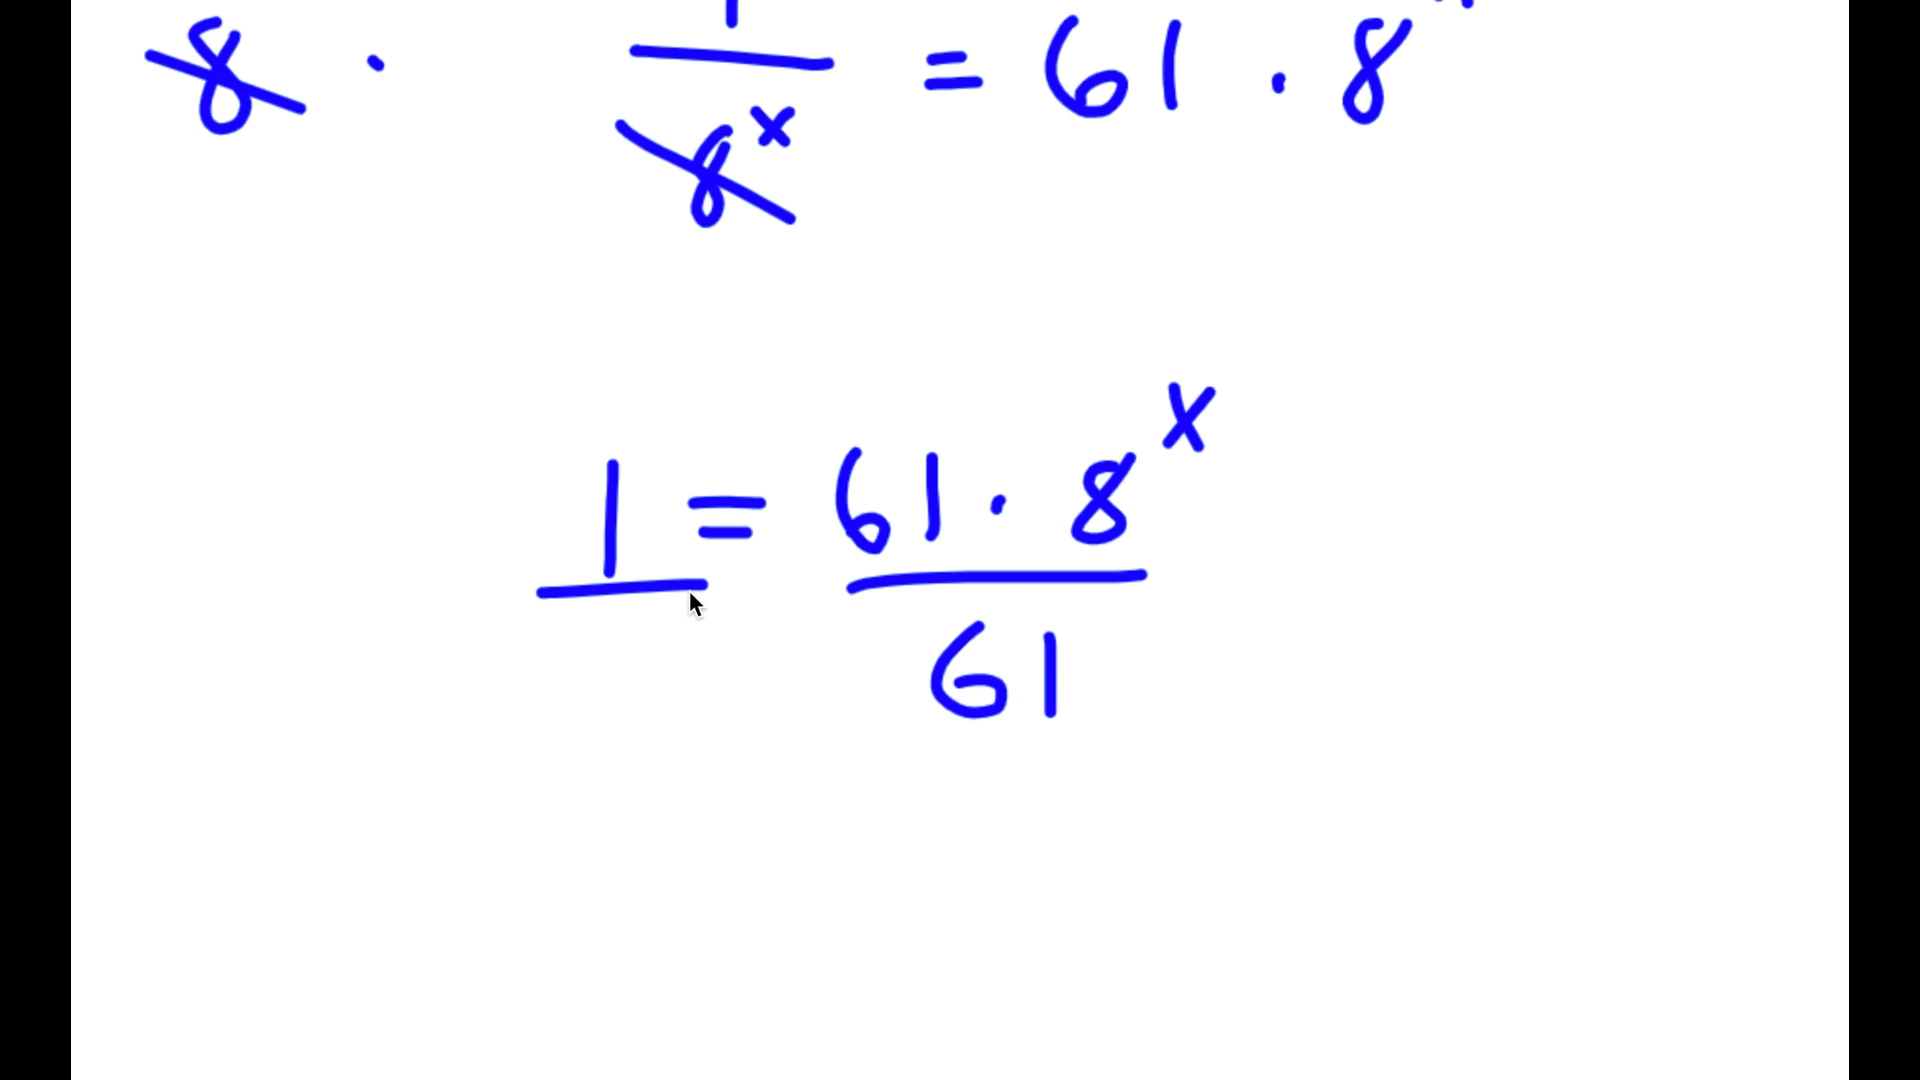 8 · 1/8^x = 61 · 8^x
1 = 61 · 8^x
61